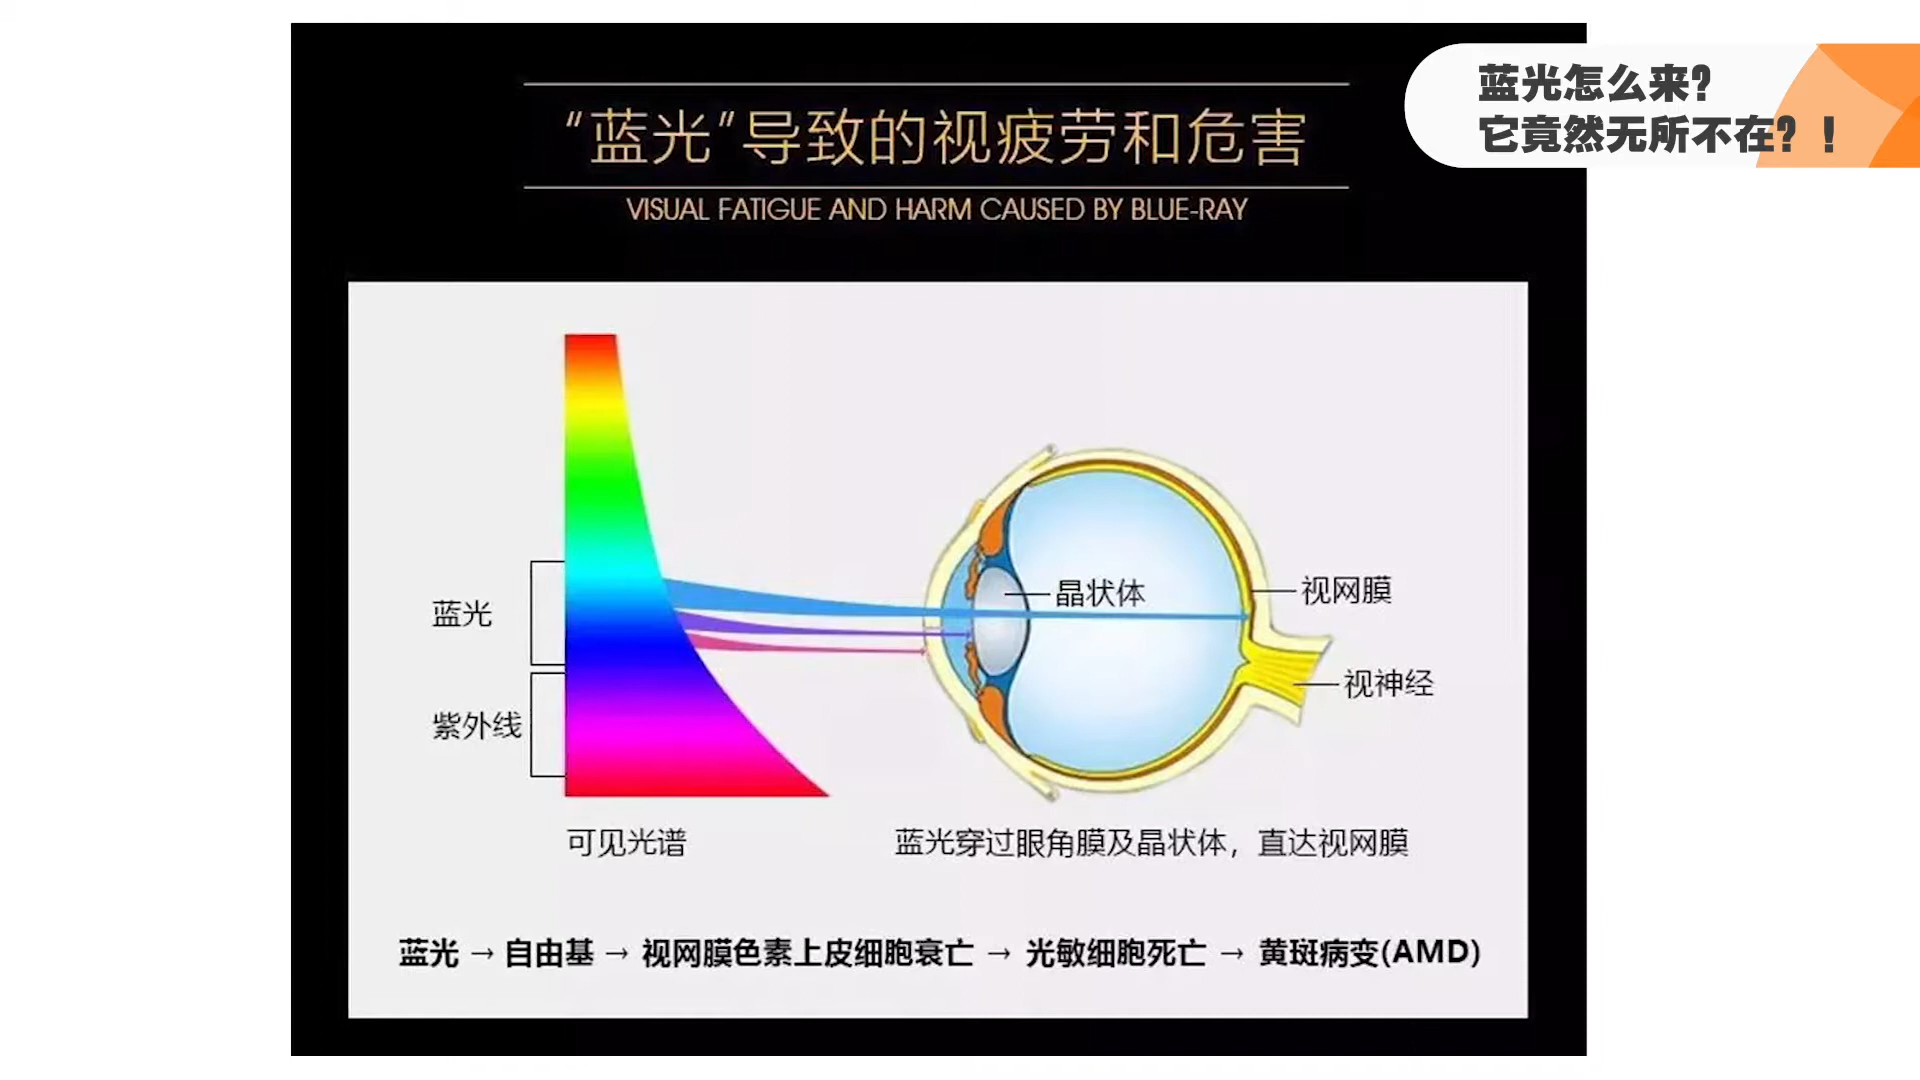 蓝光怎么来？
它竟然无所不在？！
“蓝光”导致的视疲劳和危害
VISUAL FATIGUE AND HARM CAUSED BY BLUE-RAY
晶状体
视网膜
蓝光
视神经
紫外线
可见光谱
蓝光穿过眼角膜及晶状体，直达视网膜
蓝光 → 自由基 → 视网膜色素上皮细胞衰亡 → 光敏细胞死亡 → 黄斑病变(AMD)